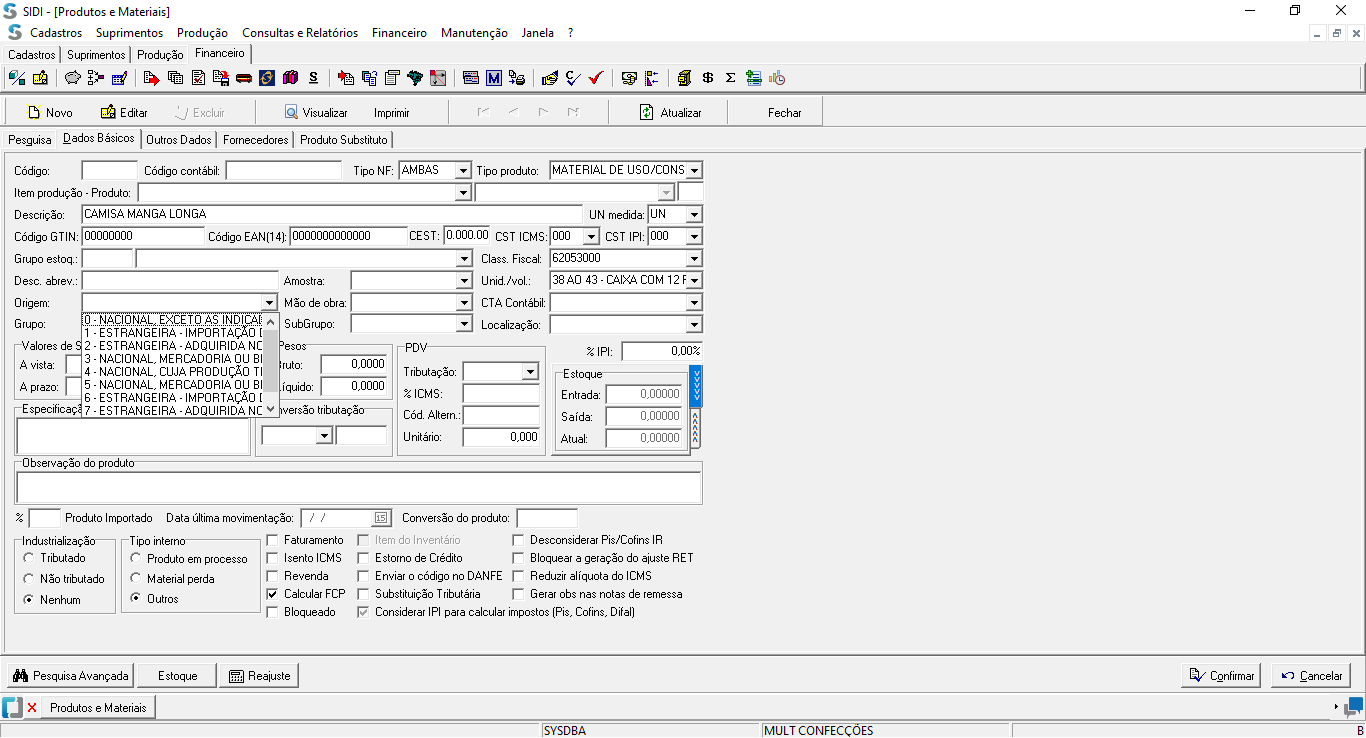 SIDI - [Produtos e Materiais]
Cadastros Suprimentos Produção Consultas e Relatórios Financeiro Manutenção Janela ?
Cadastros Suprimentos Produção Financeiro
Novo Editar Excluir Visualizar Imprimir Atualizar Fechar
Pesquisa Dados Básicos Outros Dados Fornecedores Produto Substituto
Código: Código contábil: Tipo NF: AMBAS Tipo produto: MATERIAL DE USO/CONS
Item produção - Produto:
Descrição: CAMISA MANGA LONGA UN medida: UN
Código GTIN: 00000000 Código EAN(14): 0000000000000 CEST: 0.000.00 CST ICMS: 000 CST IPI: 000
Grupo estoq.: Class. Fiscal: 62053000
Desc. abrev.: Amostra: Unid./vol.: 38 AO 43 - CAIXA COM 12
Origem: Mão de obra: CTA Contábil:
Grupo: 0 - NACIONAL, EXCETO AS INDICAD SubGrupo: Localização:
1 - ESTRANGEIRA - IMPORTAÇÃO
2 - ESTRANGEIRA - ADQUIRIDA NO
3 - NACIONAL, MERCADORIA OU
4 - NACIONAL, CUJA PRODUÇÃO
5 - NACIONAL, MERCADORIA OU
6 - ESTRANGEIRA - IMPORTAÇÃO
7 - ESTRANGEIRA - ADQUIRIDA NO
Valores de Pesos PDV % IPI: 0,00%
A vista: ruto: 0,0000 Tributação: Estoque
A prazo: íquido: 0,0000 % ICMS: Entrada: 0,00000
Especificaç versão tributação Cód. Altern.: Saída: 0,00000
Unitário: 0,000 Atual: 0,00000
Observação do produto
% Produto Importado Data última movimentação: / / 15 Conversão do produto:
Industrialização Tipo interno Faturamento Item do Inventário Desconsiderar Pis/Cofins IR
Tributado Produto em processo Isento ICMS Estorno de Crédito Bloquear a geração do ajuste RET
Não tributado Material perda Revenda Enviar o código no DANFE Reduzir alíquota do ICMS
Nenhum Outros Calcular FCP Substituição Tributária Gerar obs nas notas de remessa
Bloqueado Considerar IPI para calcular impostos (Pis, Cofins, Difal)
Pesquisa Avançada Estoque Reajuste Confirmar Cancelar
Produtos e Materiais
SYSDBA MULT CONFECÇÕES B